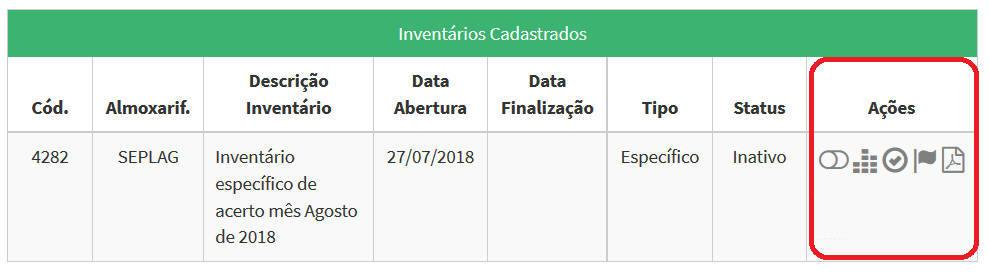 Inventários Cadastrados
Cód.
Almoxarif.
Descrição
Inventário
Data
Abertura
Data
Finalização
Tipo
Status
Ações
4282
SEPLAG
Inventário
específico de
acerto mês Agosto
de 2018
27/07/2018
Específico
Inativo